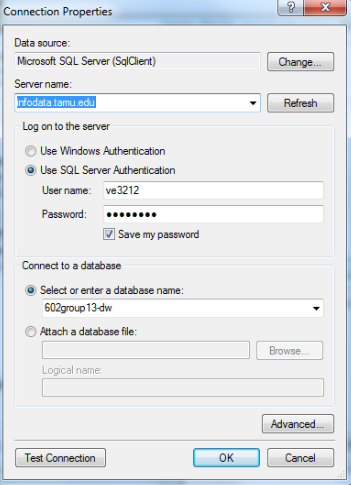 Connection Properties
Data source:
Microsoft SQL Server (SqlClient)
Change...
Server name:
infodata.tamu.edu
Refresh
Log on to the server
Use Windows Authentication
Use SQL Server Authentication
User name:
ve3212
Password:
●●●●●●●●
Save my password
Connect to a database
Select or enter a database name:
602group13-dw
Attach a database file:
Browse...
Logical name:
Advanced...
Test Connection
OK
Cancel